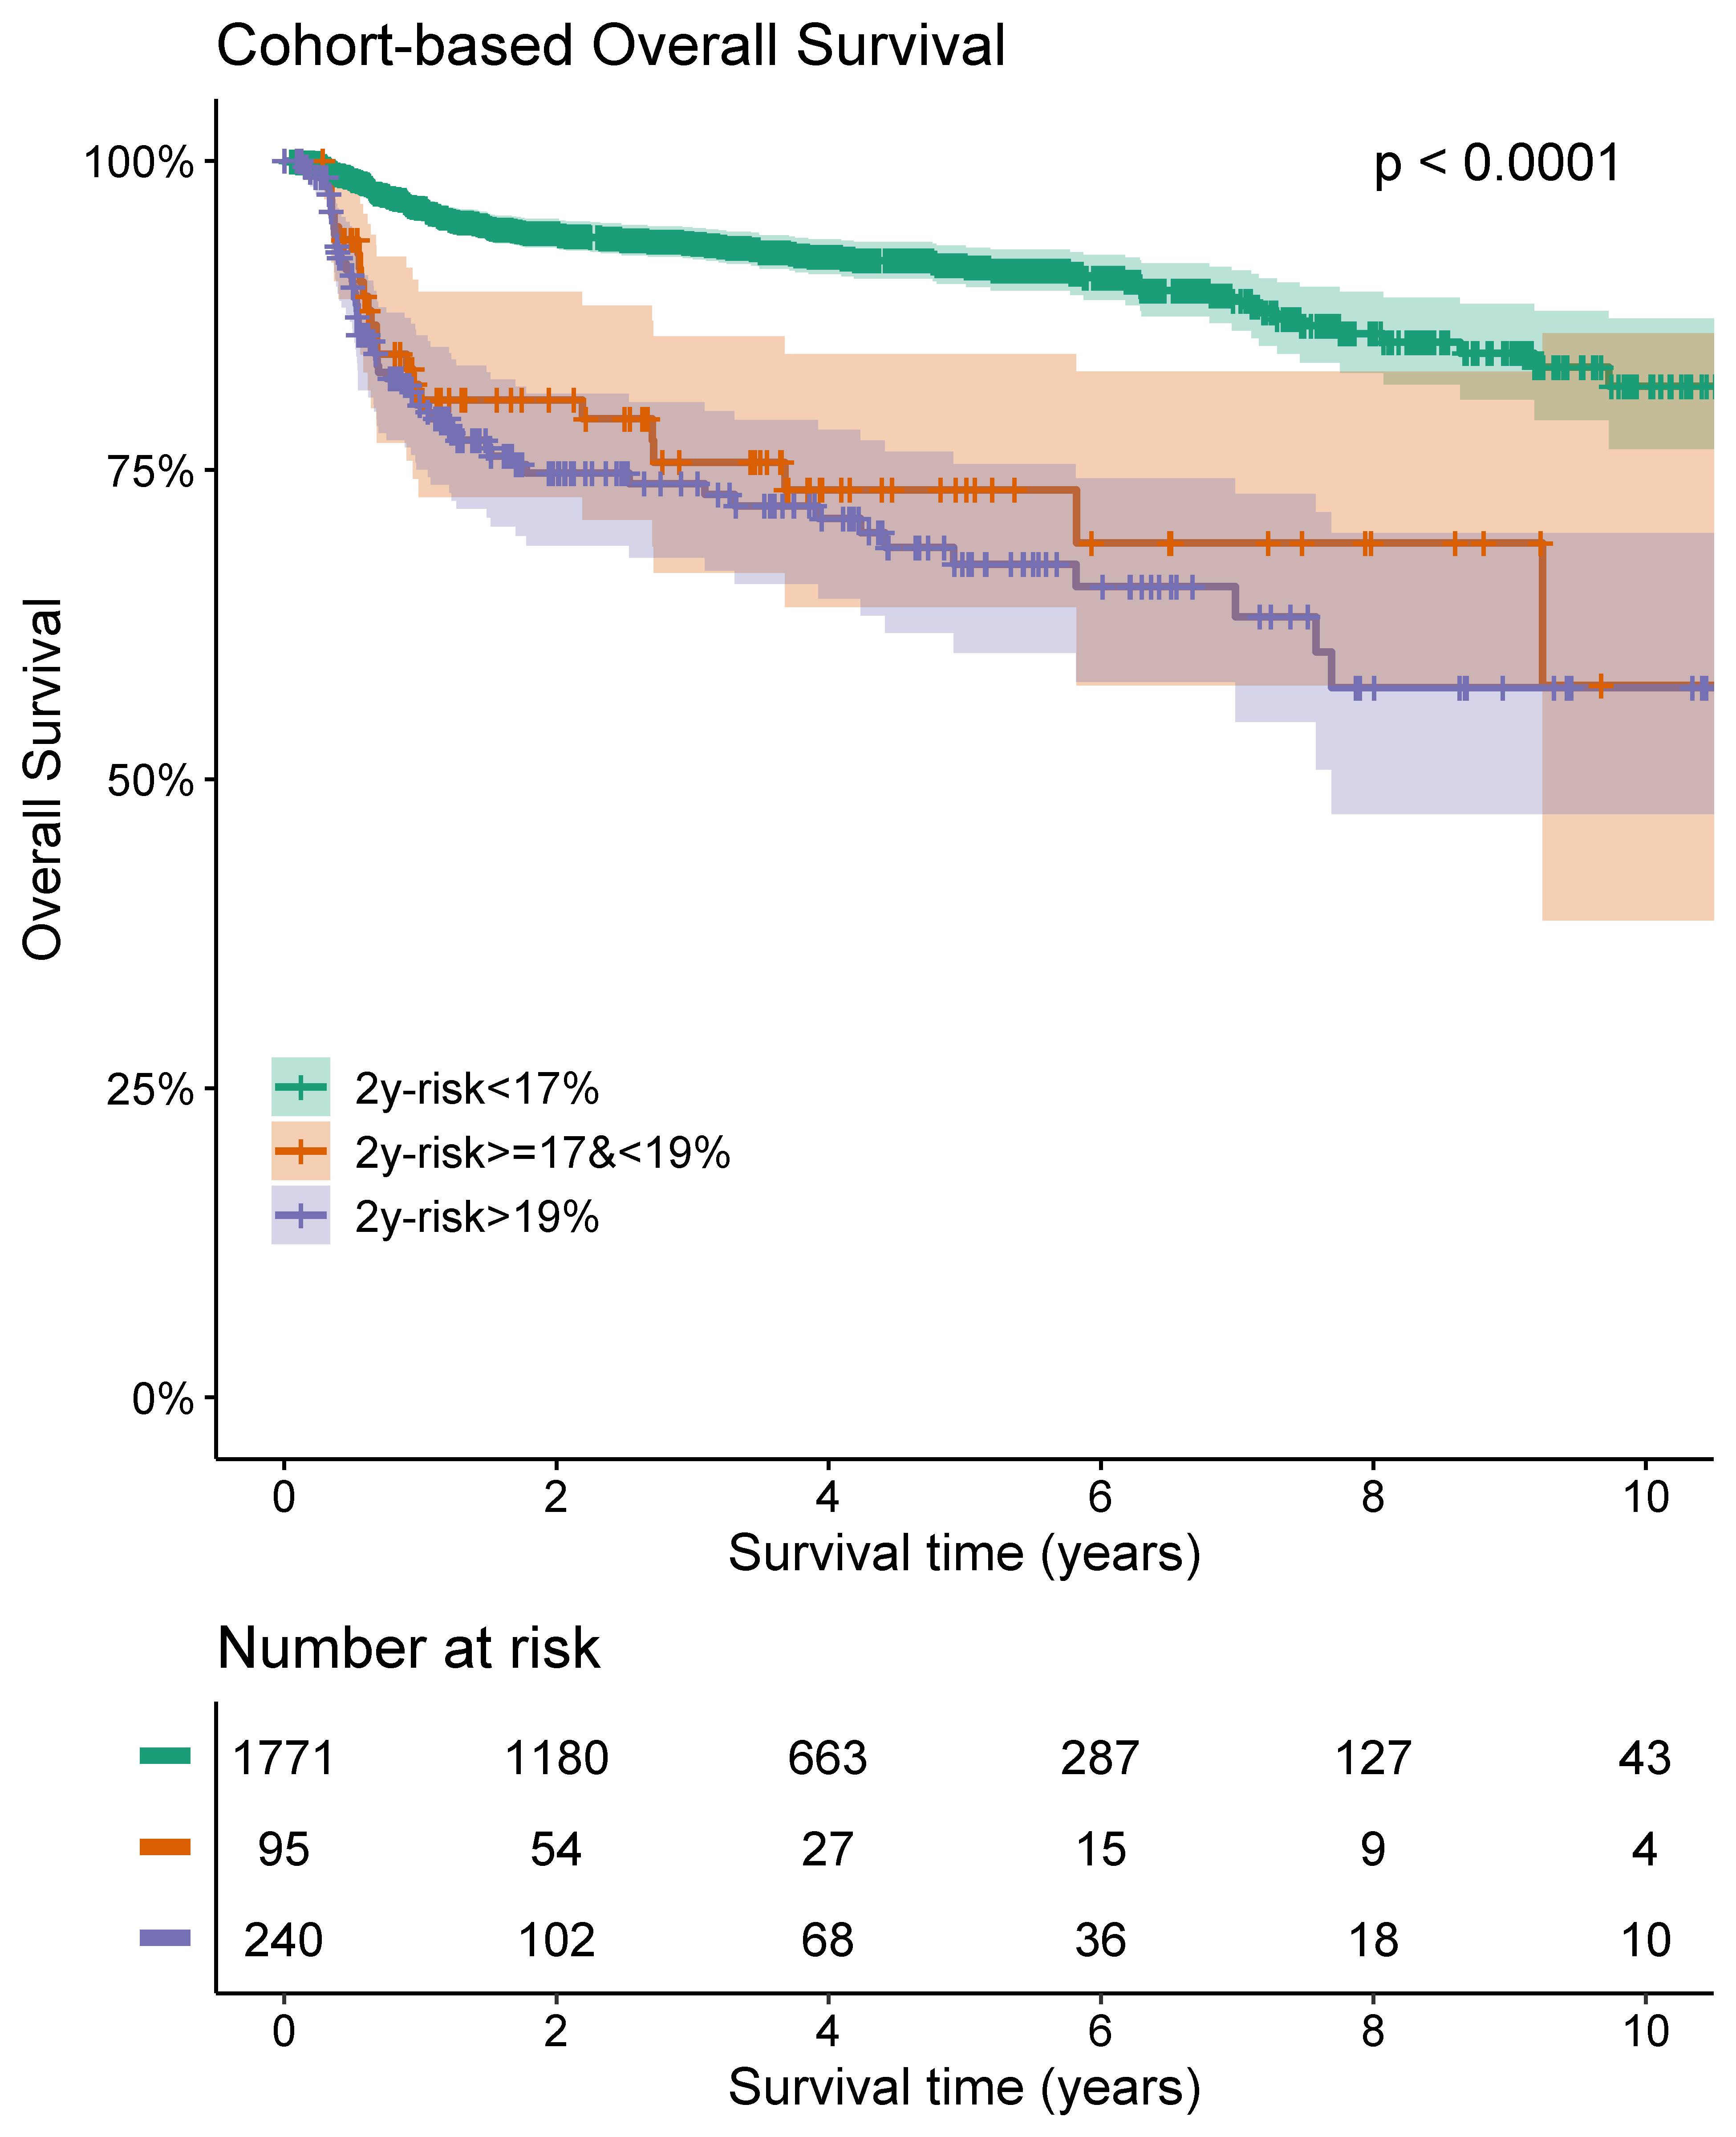 Cohort-based Overall Survival
p < 0.0001
100%
75%
50%
25%
0%
Overall Survival
2y-risk<17%
2y-risk>=17&<19%
2y-risk>19%
0 2 4 6 8 10
Survival time (years)
Number at risk
1771 1180 663 287 127 43
95 54 27 15 9 4
240 102 68 36 18 10
0 2 4 6 8 10
Survival time (years)